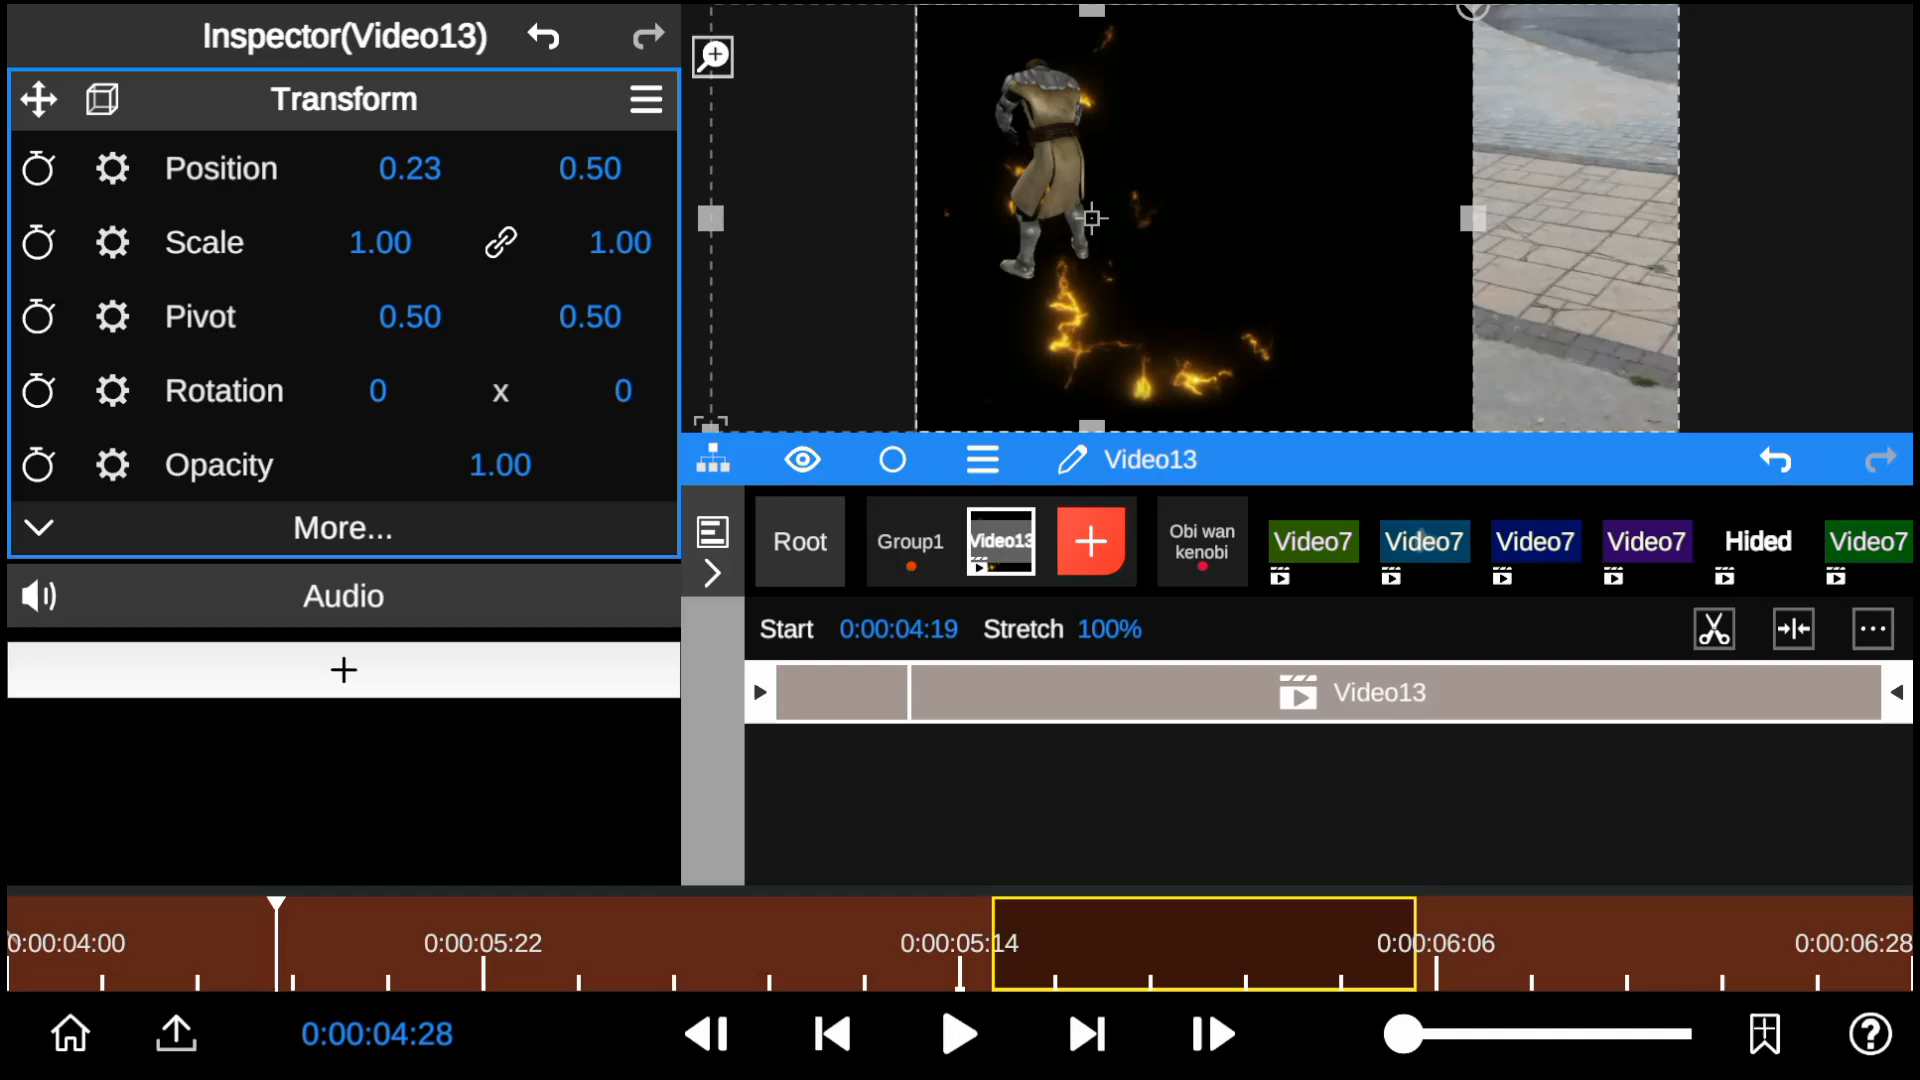 Inspector(Video13)
Transform
Position 0.23 0.50
Scale 1.00 1.00
Pivot 0.50 0.50
Rotation 0 x 0
Opacity 1.00
More...
Audio
Video13
Root
Group1
Video13
Obi wan
kenobi
Video7
Video7
Video7
Video7
Hided
Video7
Start 0:00:04:19 Stretch 100%
Video13
0:00:04:00 0:00:05:22 0:00:05:14 0:00:06:06 0:00:06:28
0:00:04:28